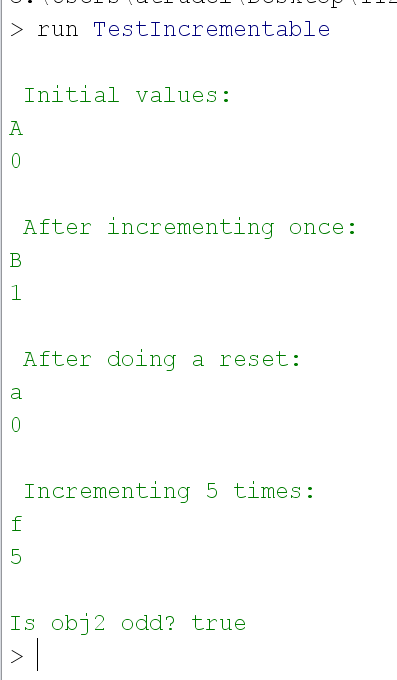 > run TestIncrementable
Initial values:
A
0
After incrementing once:
B
1
After doing a reset:
a
0
Incrementing 5 times:
f
5
Is obj2 odd? true
>